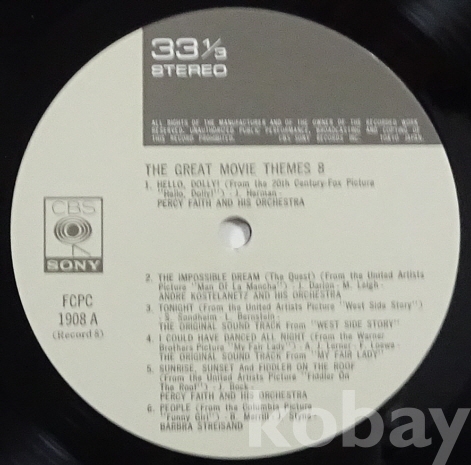 33 1/3
STEREO
ALL RIGHTS OF THE MANUFACTURER AND OF THE OWNER OF THE RECORDED WORK
RESERVED. UNAUTHORIZED PUBLIC PERFORMANCE, BROADCASTING AND COPYING OF
THIS RECORD PROHIBITED. CBS/SONY RECORDS INC. TOKYO JAPAN.
THE GREAT MOVIE THEMES 8
1. HELLO, DOLLY! (From the 20th Century-Fox Picture
"Hello, Dolly!") - J. Herman -
PERCY FAITH AND HIS ORCHESTRA
CBS
SONY
FCPC
1908 A
(Record 8)
2. THE IMPOSSIBLE DREAM (The Quest) (From the United Artists
Picture "Man Of La Mancha") - J. Darion - M. Leigh -
ANDRE KOSTELANETZ AND HIS ORCHESTRA
3. TONIGHT (From the United Artists Picture "West Side Story")
- S. Sondheim - L. Bernstein -
THE ORIGINAL SOUND TRACK From "WEST SIDE STORY"
4. I COULD HAVE DANCED ALL NIGHT (From the Warner
Brothers Picture "My Fair Lady") - A. J. Lerner - F. Loewe -
THE ORIGINAL SOUND TRACK From "MY FAIR LADY"
5. SUNRISE, SUNSET And FIDDLER ON THE ROOF
(From the United Artists Picture "Fiddler On
The Roof") - J. Bock -
PERCY FAITH AND HIS ORCHESTRA
6. PEOPLE (From the Columbia Picture
"Funny Girl") - B. Merrill - J. Styne -
BARBRA STREISAND
kobay